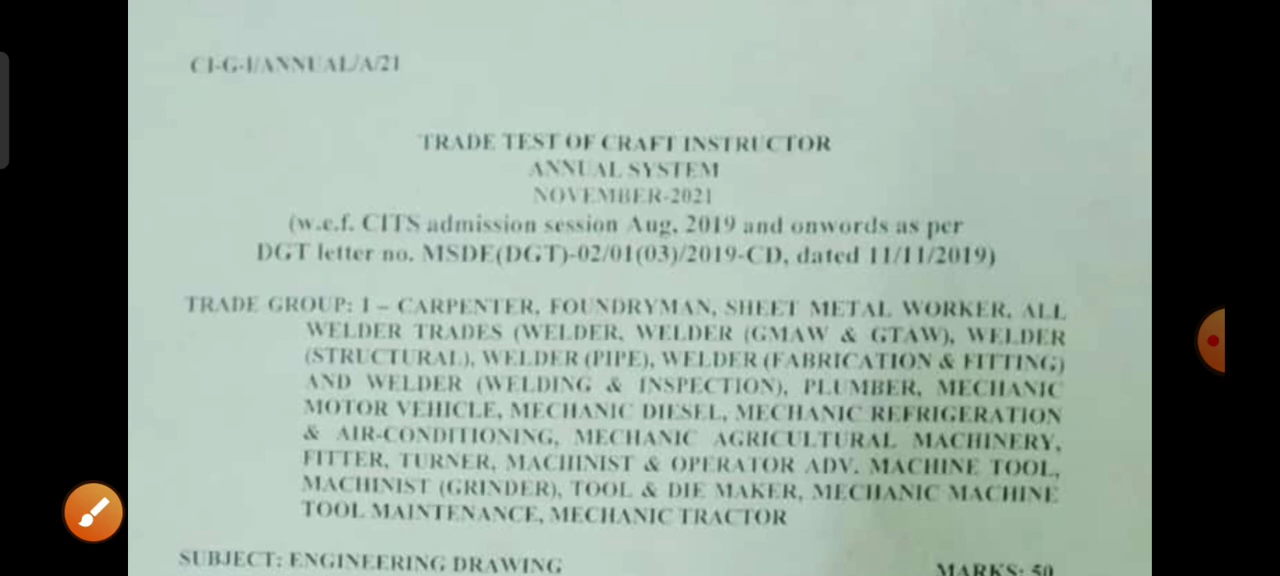 CI-G-I/ANNUAL/A/21
TRADE TEST OF CRAFT INSTRUCTOR
ANNUAL SYSTEM
NOVEMBER-2021
(w.e.f. CITS admission session Aug, 2019 and onwords as per
DGT letter no. MSDE(DGT)-02/01(03)/2019-CD, dated 11/11/2019)
TRADE GROUP: I – CARPENTER, FOUNDRYMAN, SHEET METAL WORKER, ALL
WELDER TRADES (WELDER, WELDER (GMAW & GTAW), WELDER
(STRUCTURAL), WELDER (PIPE), WELDER (FABRICATION & FITTING)
AND WELDER (WELDING & INSPECTION), PLUMBER, MECHANIC
MOTOR VEHICLE, MECHANIC DIESEL, MECHANIC REFRIGERATION
& AIR-CONDITIONING, MECHANIC AGRICULTURAL MACHINERY,
FITTER, TURNER, MACHINIST & OPERATOR ADV. MACHINE TOOL,
MACHINIST (GRINDER), TOOL & DIE MAKER, MECHANIC MACHINE
TOOL MAINTENANCE, MECHANIC TRACTOR
SUBJECT: ENGINEERING DRAWING MARKS: 50